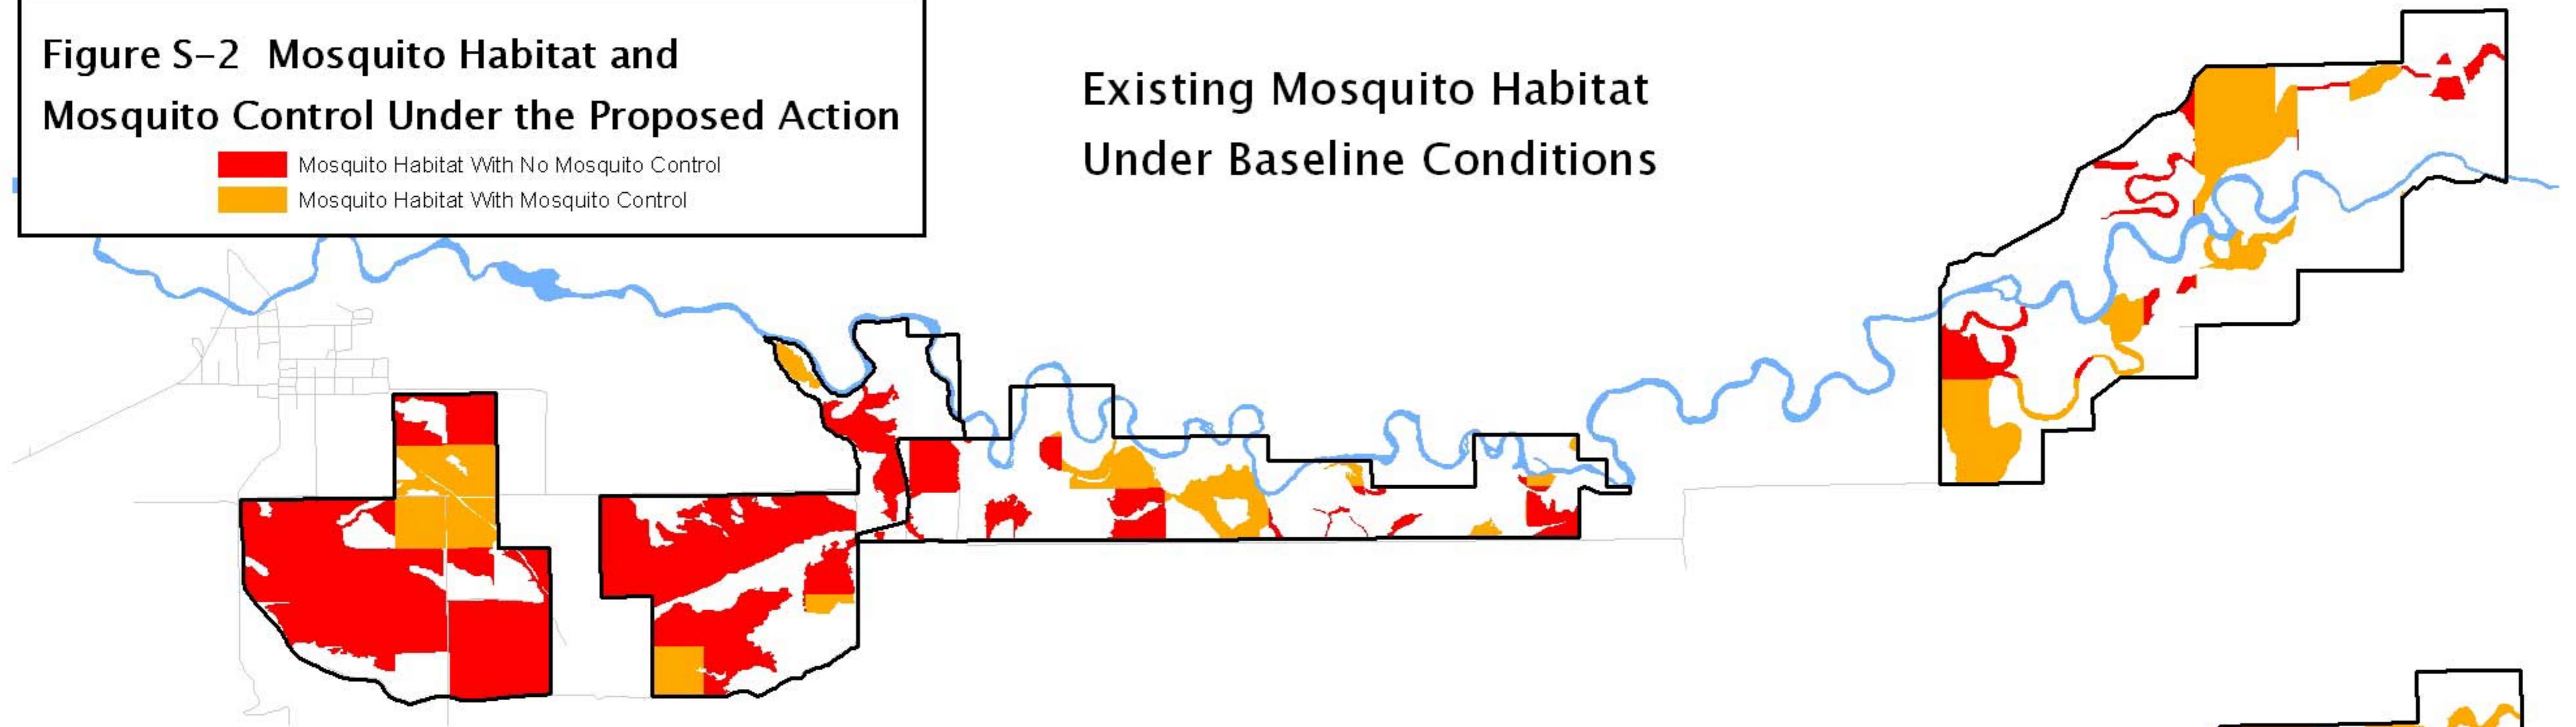 Figure S-2 Mosquito Habitat and
Mosquito Control Under the Proposed Action
Mosquito Habitat With No Mosquito Control
Mosquito Habitat With Mosquito Control
Existing Mosquito Habitat
Under Baseline Conditions